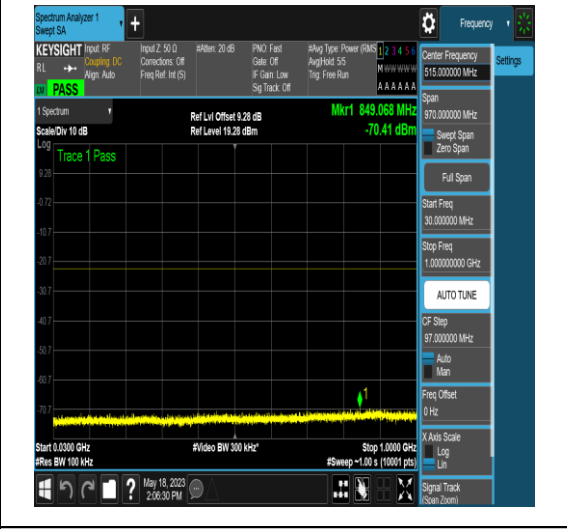 Spectrum Analyzer 1
Swept SA
Frequency
KEYSIGHT
RL
PASS
Input: RF
Coupling: DC
Align: Auto
Input Z: 50 Ω
Corrections: Off
Freq Ref: Int (S)
#Atten: 20 dB
PNO: Fast
Gate: Off
IF Gain: Low
Sig Track: Off
#Avg Type: Power (RMS
Avg|Hold: 5/5
Trig: Free Run
1 2 3 4 5 6
M W W W W W
A A A A A A
1 Spectrum
Scale/Div 10 dB
Log
Ref Lvl Offset 9.28 dB
Ref Level 19.28 dBm
Mkr1 849.068 MHz
-70.41 dBm
Trace 1 Pass
9.28
-0.72
-10.7
-20.7
-30.7
-40.7
-50.7
-60.7
-70.7
1
Start 0.0300 GHz
#Res BW 100 kHz
#Video BW 300 kHz*
Stop 1.0000 GHz
#Sweep ~1.00 s (10001 pts)
?
May 18, 2023
2:06:30 PM
Center Frequency
515.000000 MHz
Settings
Span
970.000000 MHz
Swept Span
Zero Span
Full Span
Start Freq
30.000000 MHz
Stop Freq
1.000000000 GHz
AUTO TUNE
CF Step
97.000000 MHz
Auto
Man
Freq Offset
0 Hz
X Axis Scale
Log
Lin
Signal Track
(Span Zoom)